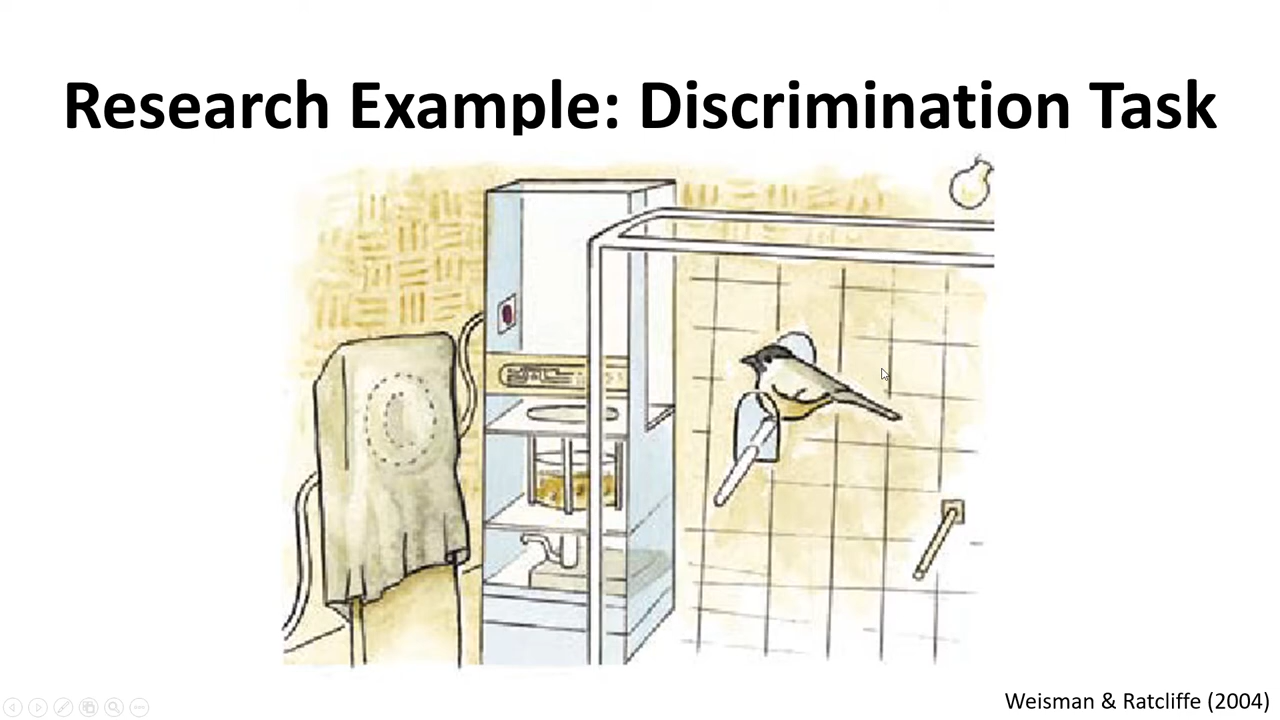 Research Example: Discrimination Task
Weisman & Ratcliffe (2004)